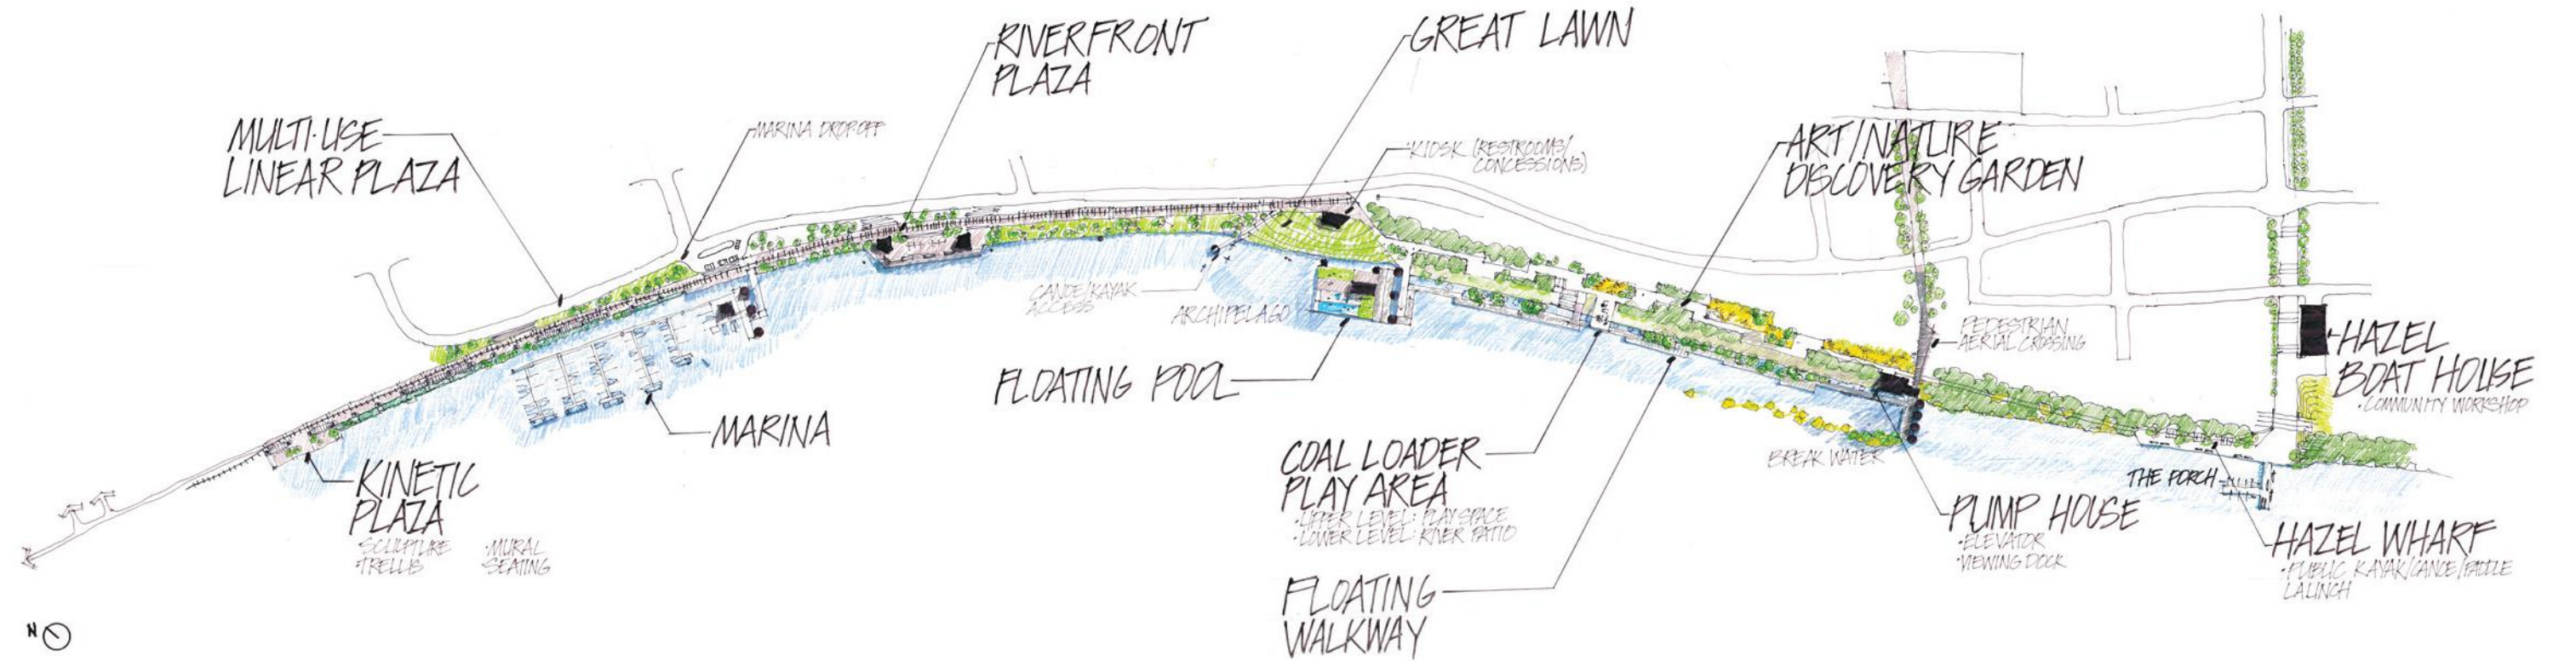 RIVERFRONT
PLAZA
GREAT LAWN
MULTI-USE
LINEAR PLAZA
MARINA DROP OFF
KIOSK (RESTROOMS/
CONCESSIONS)
ART/NATURE
DISCOVERY GARDEN
CANOE/KAYAK
ACCESS
ARCHIPELAGO
PEDESTRIAN
AERIAL CROSSING
HAZEL
BOAT HOUSE
•COMMUNITY WORKSHOP
FLOATING POOL
MARINA
COAL LOADER
PLAY AREA
•UPPER LEVEL: PLAY SPACE
•LOWER LEVEL: RIVER PATIO
BREAK WATER
THE PORCH
KINETIC
PLAZA
•SCULPTURE •MURAL
•TRELLIS •SEATING
PUMP HOUSE
•ELEVATOR
•VIEWING DOCK
HAZEL WHARF
•PUBLIC KAYAK/CANOE/PADDLE
LAUNCH
FLOATING
WALKWAY
N